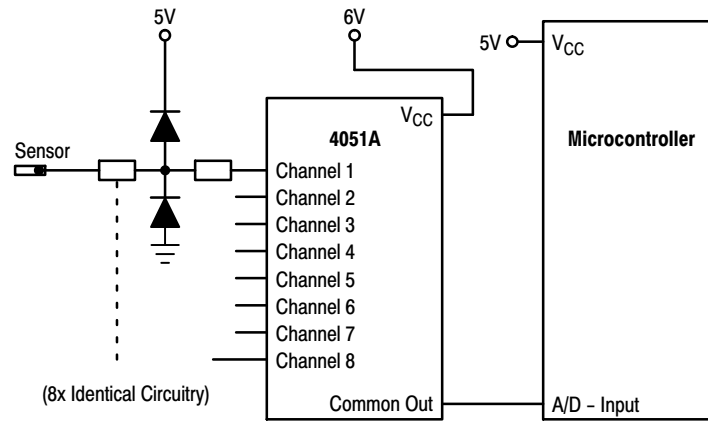 5V
6V
5V
VCC
VCC
4051A
Microcontroller
Sensor
Channel 1
Channel 2
Channel 3
Channel 4
Channel 5
Channel 6
Channel 7
Channel 8
(8x Identical Circuitry)
Common Out
A/D – Input